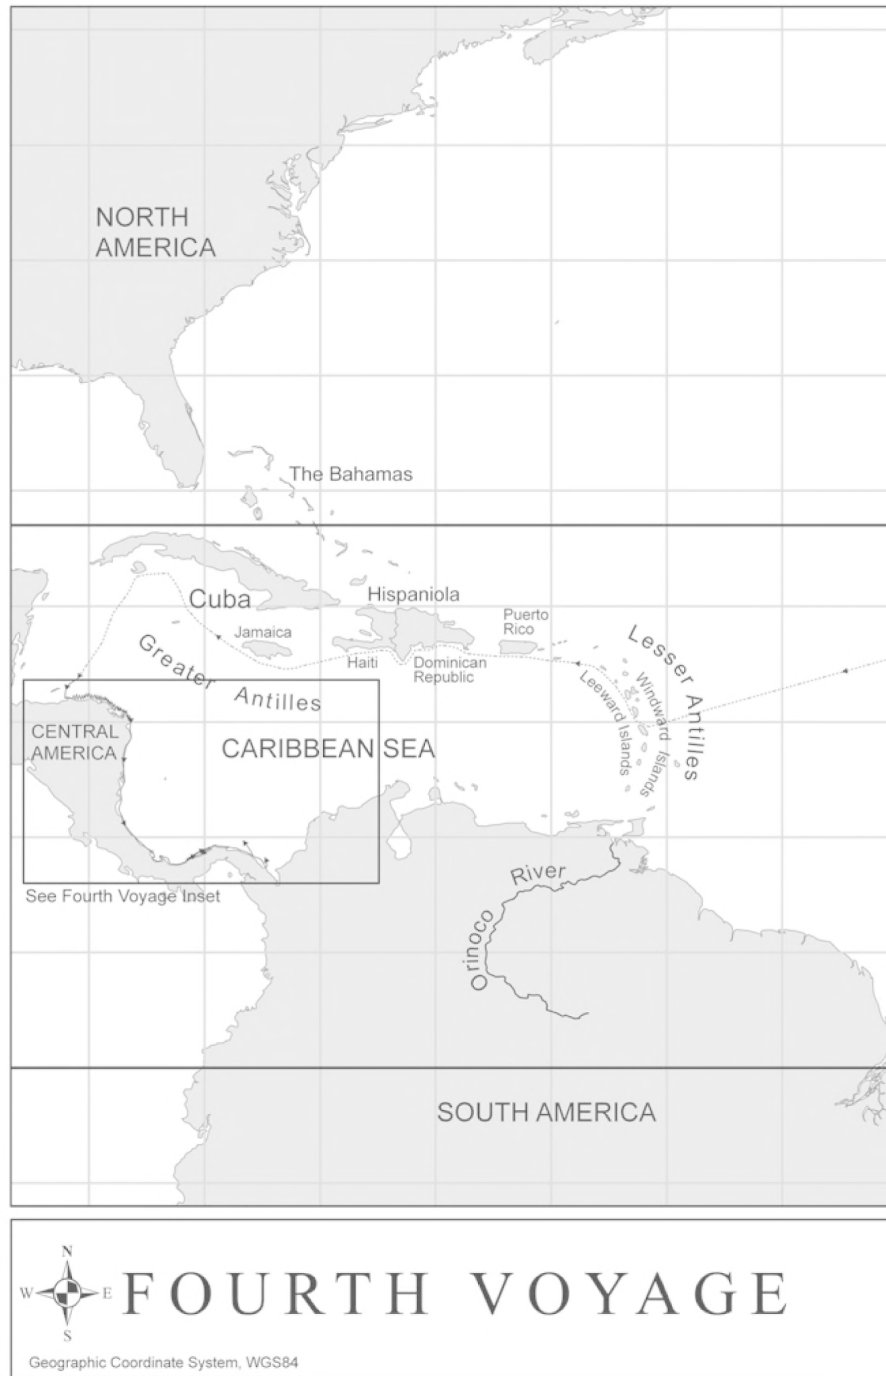 NORTH
AMERICA
The Bahamas
Cuba
Hispaniola
Jamaica
Haiti
Dominican
Republic
Puerto
Rico
Greater Antilles
Lesser Antilles
Leeward Islands
Windward Islands
CENTRAL
AMERICA
CARIBBEAN SEA
See Fourth Voyage Inset
Orinoco River
SOUTH AMERICA
N
W E
S
FOURTH VOYAGE
Geographic Coordinate System, WGS84